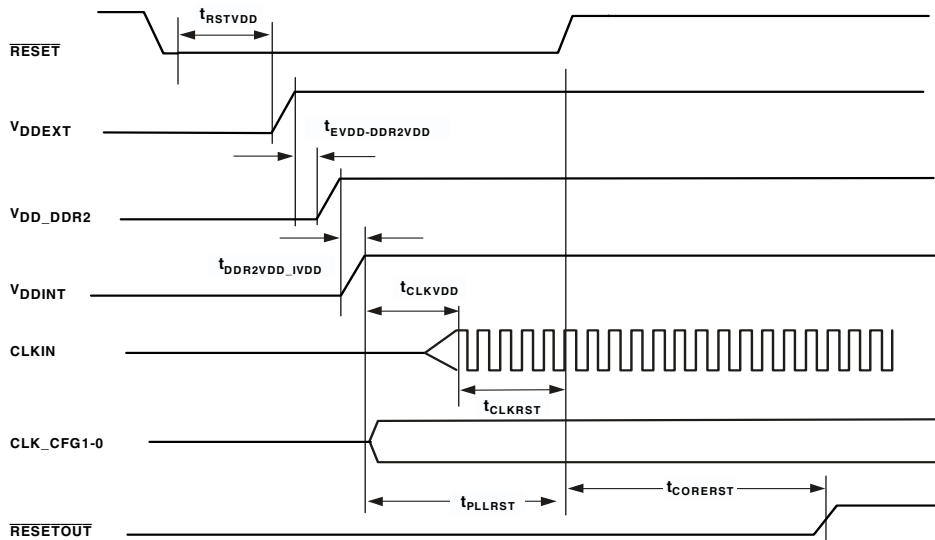 tRSTVDD
RESET
VDDEXT
tEVDD-DDR2VDD
VDD_DDR2
tDDR2VDD_IVDD
VDDINT
tCLKVDD
CLKIN
tCLKRST
CLK_CFG1-0
tPLLRST
tCORERST
RESETOUT